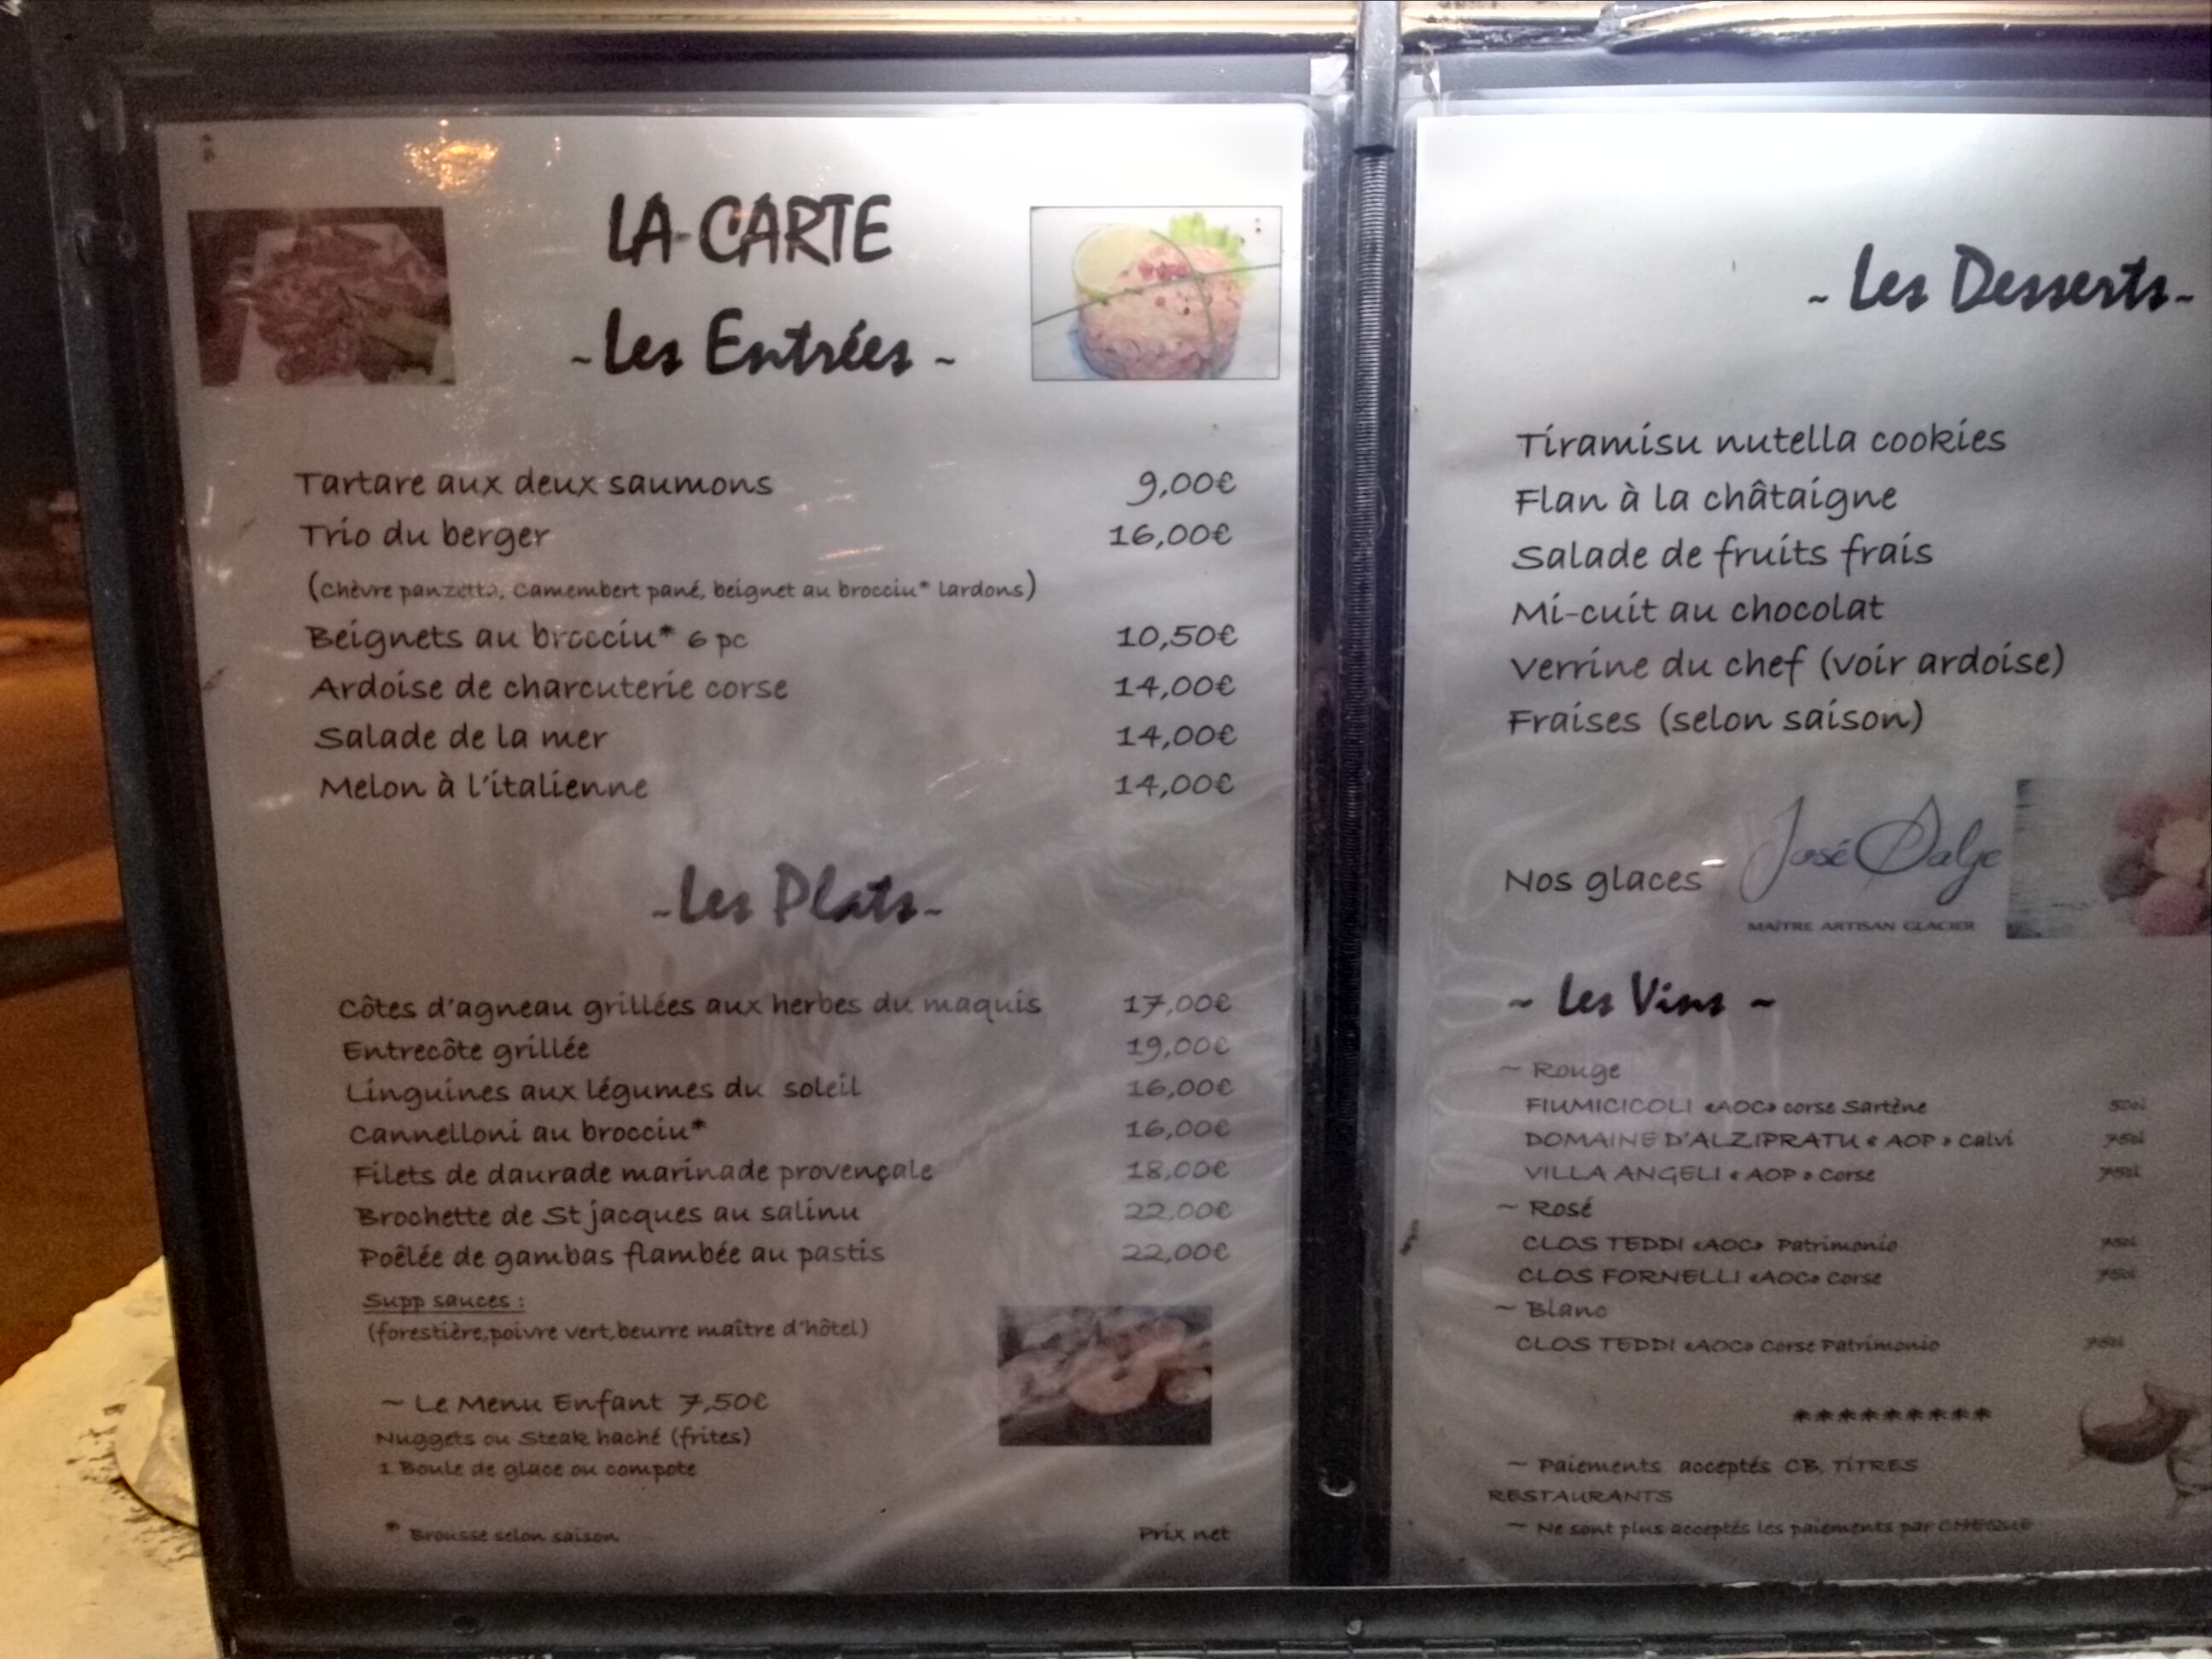 LA CARTE
~ Les Entrées ~
Tartare aux deux saumons 9,00€
Trio du berger 16,00€
(Chèvre panzetta, Camembert pané, beignet au brocciu* lardons)
Beignets au brocciu* 6 pc 10,50€
Ardoise de charcuterie corse 14,00€
Salade de la mer 14,00€
Melon à l'italienne 14,00€
~Les Plats~
Côtes d'agneau grillées aux herbes du maquis 17,00€
Entrecôte grillée 19,00€
Linguines aux légumes du soleil 16,00€
Cannelloni au brocciu* 16,00€
Filets de daurade marinade provençale 18,00€
Brochette de St jacques au salinu 22,00€
Poêlée de gambas flambée au pastis 22,00€
Supp sauces :
(forestière,poivre vert,beurre maître d'hôtel)
~ Le Menu Enfant 7,50€
Nuggets ou Steak haché (frites)
1 Boule de glace ou compote
* Brousse selon saison
Prix net
~ Les Desserts~
Tiramisu nutella cookies
Flan à la châtaigne
Salade de fruits frais
Mi-cuit au chocolat
Verrine du chef (voir ardoise)
Fraises (selon saison)
Nos glaces José Dalge
MAÎTRE ARTISAN GLACIER
~ Les Vins ~
~ Rouge
FIUMICICOLI «AOC» corse Sartène 50cl
DOMAINE D'ALZIPRATU « AOP » Calvi 75cl
VILLA ANGELI « AOP » Corse 75cl
~ Rosé
CLOS TEDDI «AOC» Patrimonio 75cl
CLOS FORNELLI «AOC» Corse 75cl
~ Blanc
CLOS TEDDI «AOC» Corse Patrimonio 75cl
*********
~ Paiements acceptés CB, TITRES
RESTAURANTS
~ Ne sont plus acceptés les paiements par CHEQUE